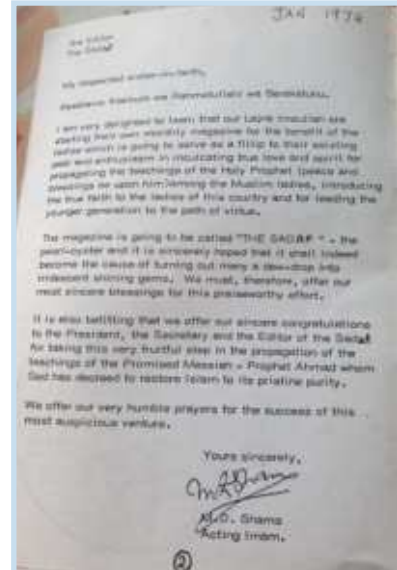 JAN 1974
The Editor
The Sadaf
My respected sister-in-faith,
Assalamo Alaikum wa Rahmatullahi wa Barakatuhu.
I am very delighted to learn that our Lajna Imaullah are
starting their own monthly magazine for the benefit of the
ladies which is going to serve as a fillip to their existing
zeal and enthusiasm in inculcating true love and spirit for
propagating the teachings of the Holy Prophet (peace and
blessings be upon him) among the Muslim ladies, introducing
the true faith to the ladies of this country and for leading the
younger generation to the path of virtue.
The magazine is going to be called "THE SADAF" - the
pearl-oyster and it is sincerely hoped that it shall indeed
become the cause of turning out many a dew-drop into
iridescent shining gems. We must, therefore, offer our
most sincere blessings for this praiseworthy effort.
It is also befitting that we offer our sincere congratulations
to the President, the Secretary and the Editor of the Sadaf
for taking this very fruitful step in the propagation of the
teachings of the Promised Messiah - Prophet Ahmad whom
God has decreed to restore Islam to its pristine purity.
We offer our very humble prayers for the success of this
most auspicious venture.
Yours sincerely,
M.D. Shams
Acting Imam.
2